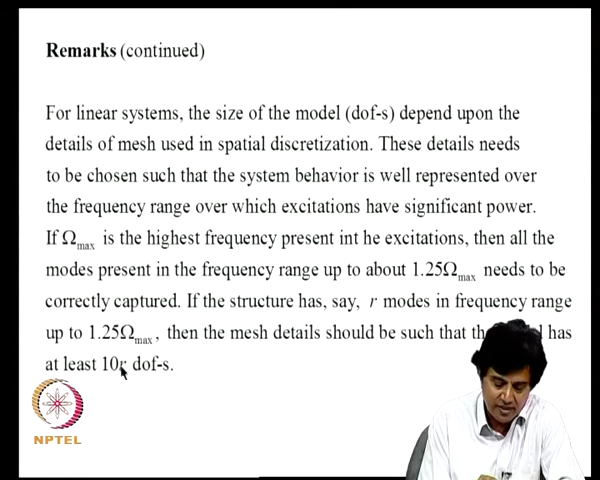 Remarks (continued)
For linear systems, the size of the model (dof-s) depend upon the
details of mesh used in spatial discretization. These details needs
to be chosen such that the system behavior is well represented over
the frequency range over which excitations have significant power.
If Ωmax is the highest frequency present int he excitations, then all the
modes present in the frequency range up to about 1.25Ωmax needs to be
correctly captured. If the structure has, say, r modes in frequency range
up to 1.25Ωmax, then the mesh details should be such that has
at least 10r dof-s.
NPTEL